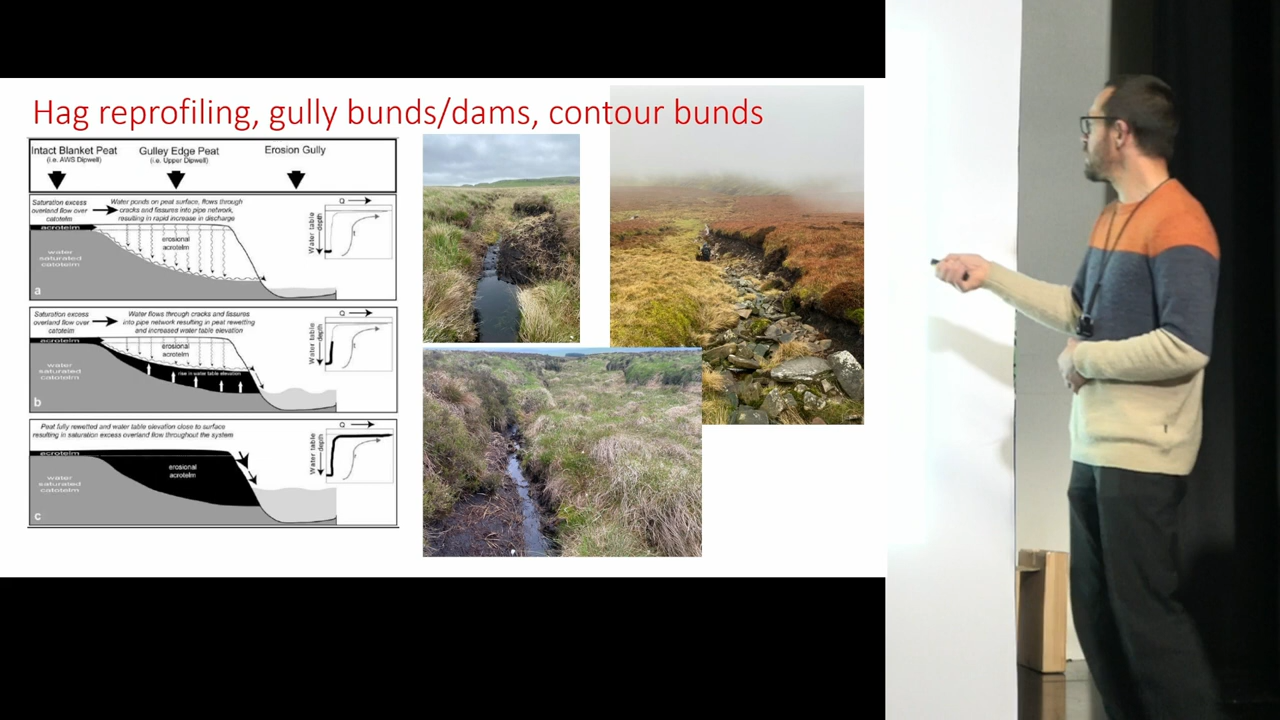 Hag reprofiling, gully bunds/dams, contour bunds
Intact Blanket Peat
(i.e. AWS Dipwell)
Gulley Edge Peat
(i.e. Upper Dipwell)
Erosion Gully
Saturation excess
overland flow over
catotelm
Water ponds on peat surface, flows through
cracks and fissures into pipe network,
resulting in rapid increase in discharge
acrotelm
erosional
acrotelm
water
saturated
catotelm
a
Q
Water table
depth
Saturation excess
overland flow over
catotelm
Water flows through cracks and fissures
into pipe network resulting in peat rewetting
and increased water table elevation
acrotelm
erosional
acrotelm
rise in water table elevation
water
saturated
catotelm
b
Q
Water table
depth
Peat fully rewetted and water table elevation close to surface
resulting in saturation excess overland flow throughout the system
acrotelm
erosional
acrotelm
water
saturated
catotelm
c
Q
Water table
depth